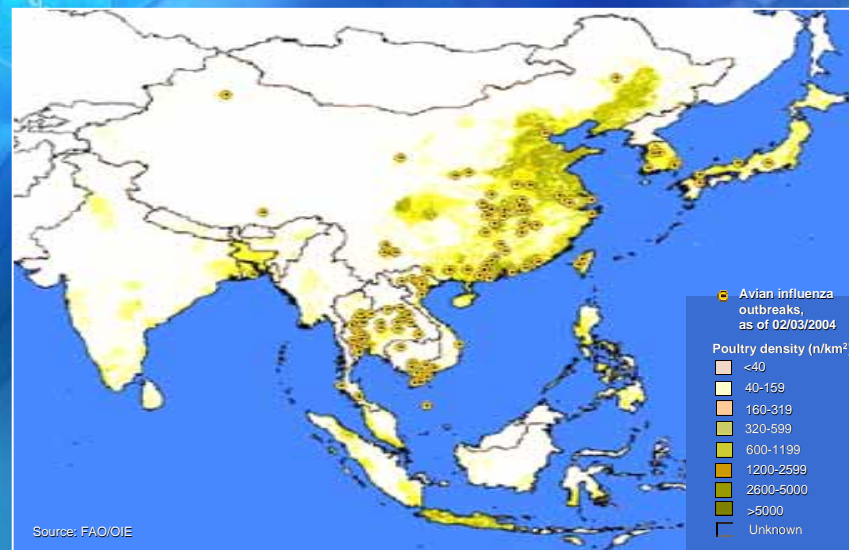 Avian influenza
outbreaks,
as of 02/03/2004
Poultry density (n/km²)
<40
40-159
160-319
320-599
600-1199
1200-2599
2600-5000
>5000
Unknown
Source: FAO/OIE